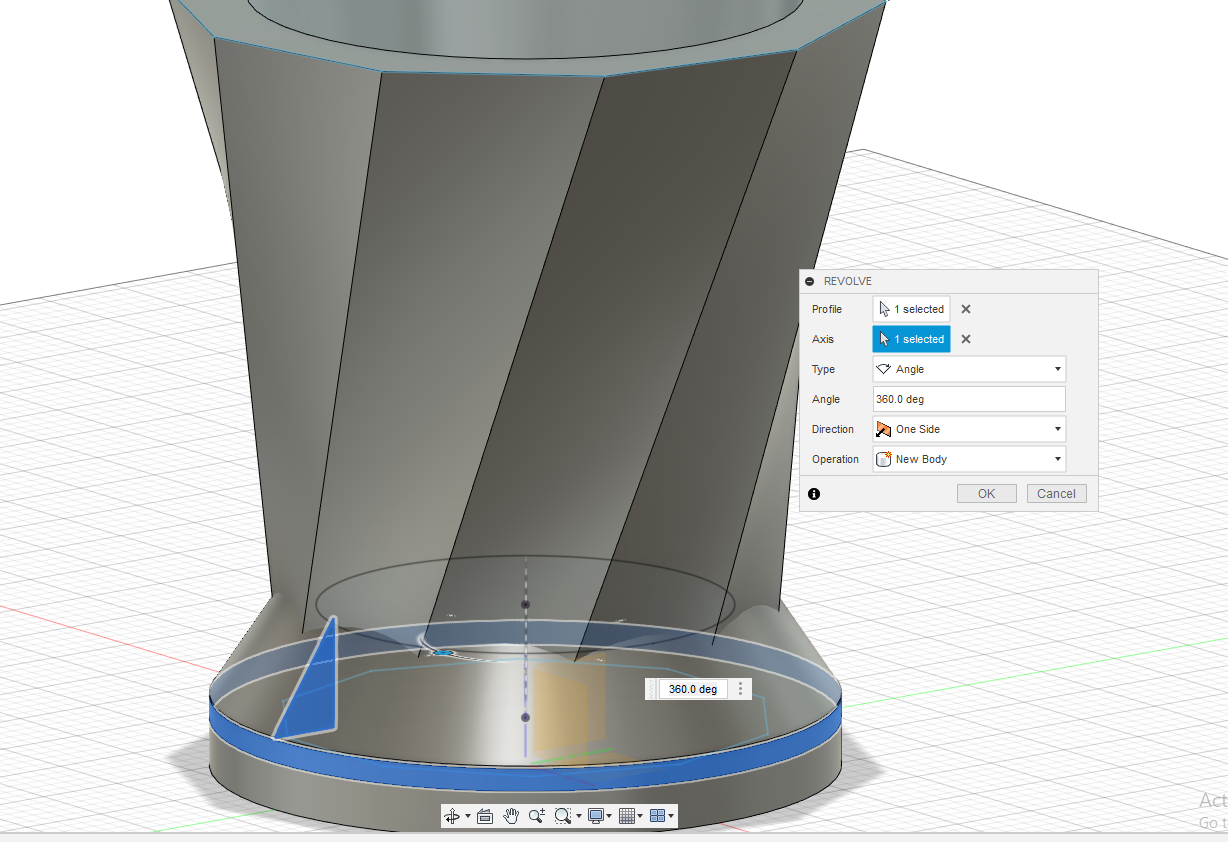 REVOLVE
Profile 1 selected
Axis 1 selected
Type Angle
Angle 360.0 deg
Direction One Side
Operation New Body
OK Cancel
360.0 deg
Act
Go t